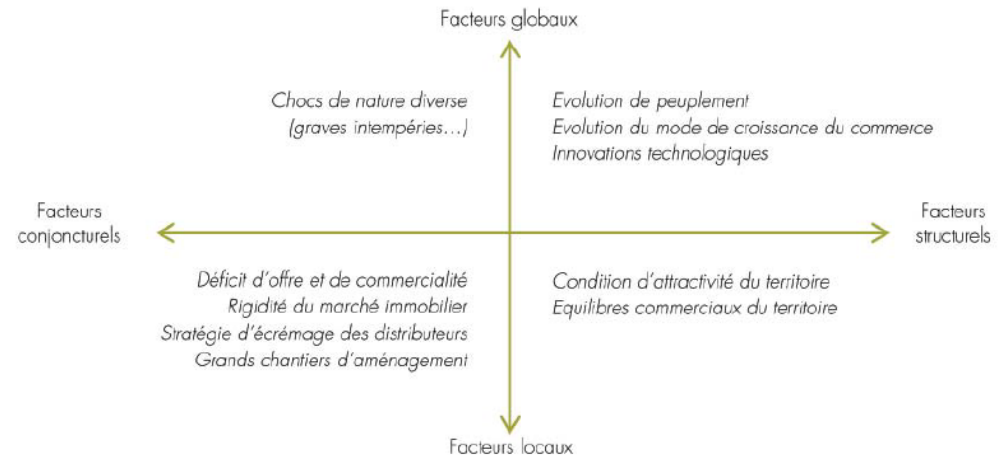 Facteurs globaux
Chocs de nature diverse
(graves intempéries...)
Evolution de peuplement
Evolution du mode de croissance du commerce
Innovations technologiques
Facteurs
conjoncturels
Facteurs
structurels
Déficit d'offre et de commercialité
Rigidité du marché immobilier
Stratégie d'écrémage des distributeurs
Grands chantiers d'aménagement
Condition d'attractivité du territoire
Equilibres commerciaux du territoire
Facteurs locaux